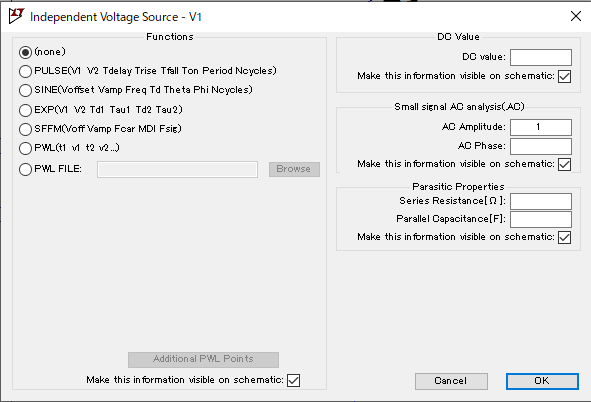 Independent Voltage Source - V1
Functions
(none)
PULSE(V1 V2 Tdelay Trise Tfall Ton Period Ncycles)
SINE(Voffset Vamp Freq Td Theta Phi Ncycles)
EXP(V1 V2 Td1 Tau1 Td2 Tau2)
SFFM(Voff Vamp Fcar MDI Fsig)
PWL(t1 v1 t2 v2...)
PWL FILE:
Browse
Additional PWL Points
Make this information visible on schematic:
DC Value
DC value:
Make this information visible on schematic:
Small signal AC analysis(.AC)
AC Amplitude: 1
AC Phase:
Make this information visible on schematic:
Parasitic Properties
Series Resistance[Ω]:
Parallel Capacitance[F]:
Make this information visible on schematic:
Cancel
OK